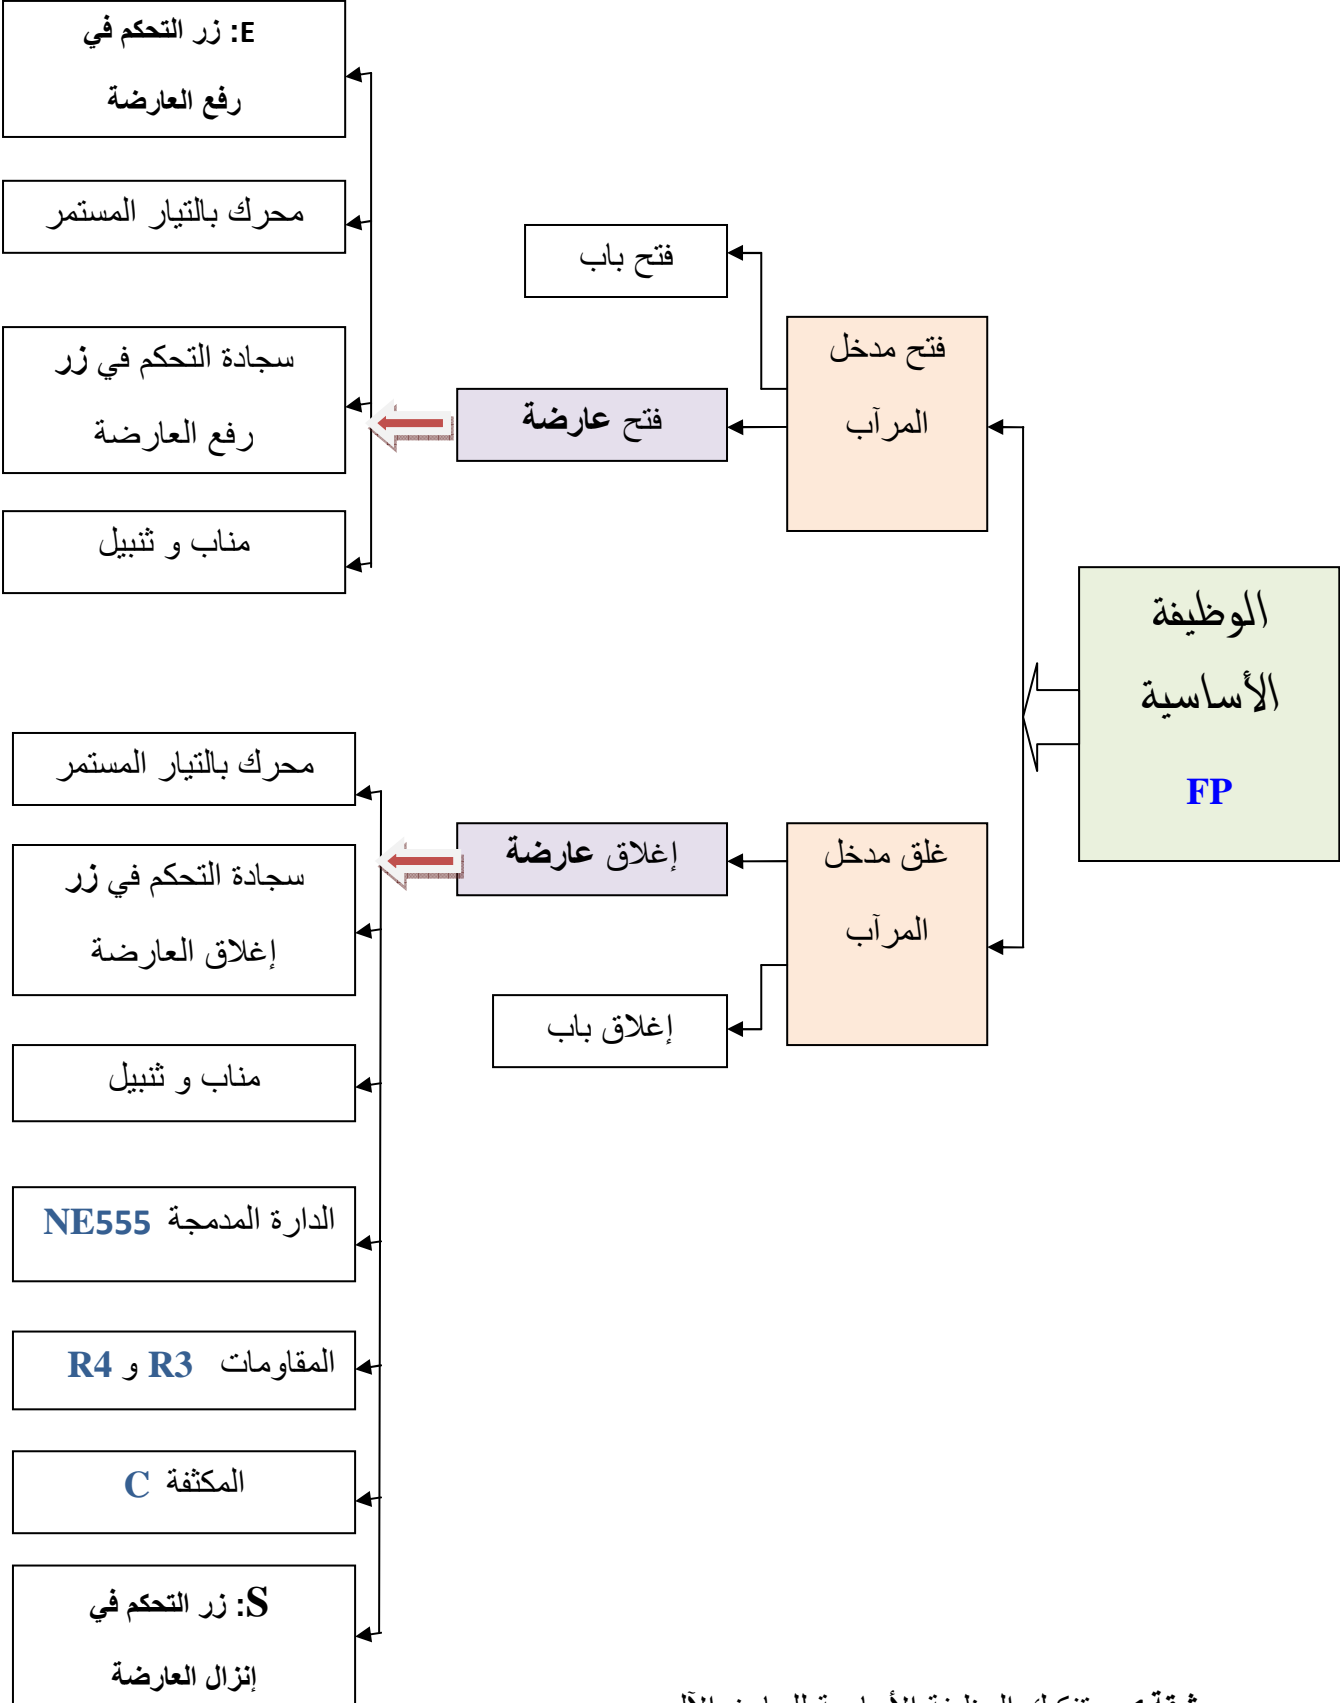 الوظيفة
الأساسية
FP
فتح مدخل
المرآب
فتح باب
فتح عارضة
E: زر التحكم في
رفع العارضة
محرك بالتيار المستمر
سجادة التحكم في زر
رفع العارضة
مناب و ثنبيل
غلق مدخل
المرآب
إغلاق عارضة
إغلاق باب
محرك بالتيار المستمر
سجادة التحكم في زر
إغلاق العارضة
مناب و ثنبيل
الدارة المدمجة NE555
المقاومات R3 و R4
المكثفة C
S: زر التحكم في
إنزال العارضة